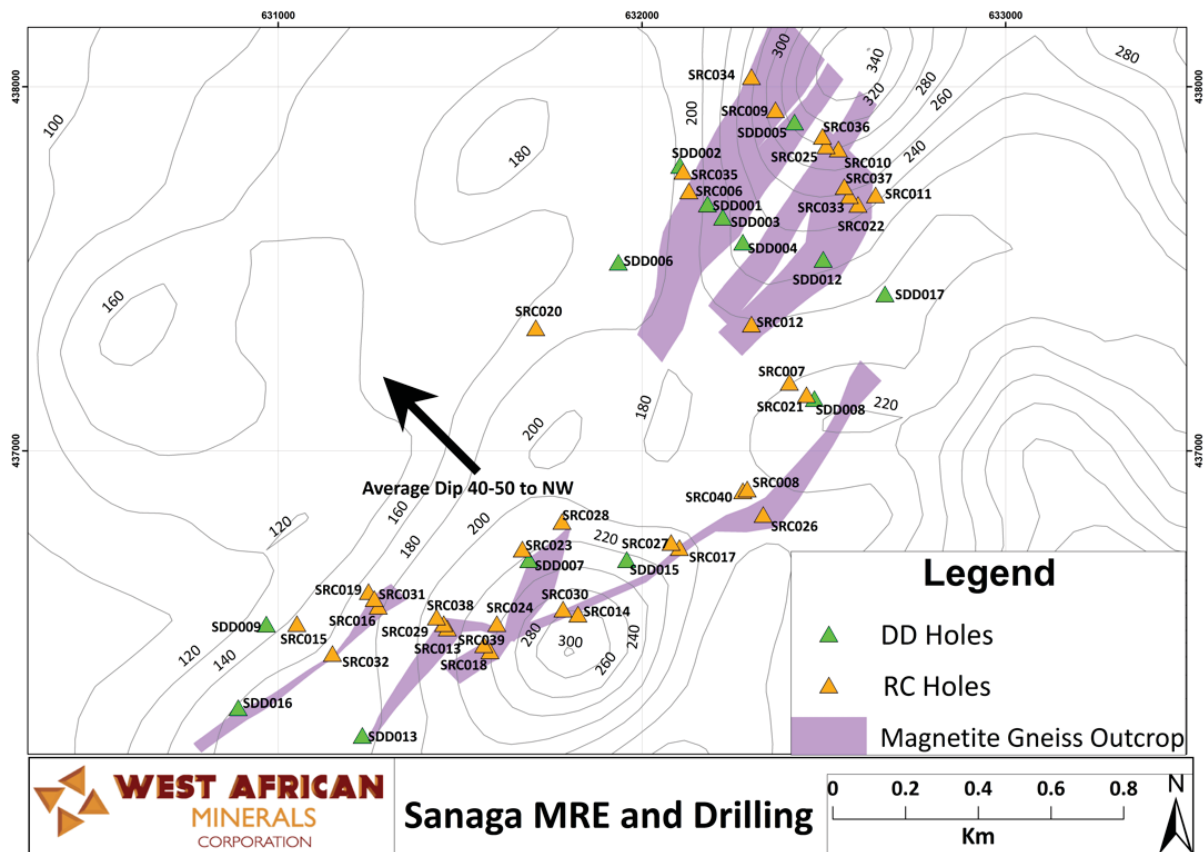 631000
632000
633000
438000
438000
437000
437000
100
180
160
200
300
340
320
280
260
240
280
SRC034
SRC009
SDD005
SRC036
SRC025
SRC010
SDD002
SRC035
SRC006
SDD001
SDD003
SRC037
SRC011
SRC033
SRC022
SDD004
SDD006
SDD012
SDD017
SRC020
SRC012
SRC007
SRC021
SDD008
220
180
200
Average Dip 40-50 to NW
120
160
180
200
SRC008
SRC040
SRC026
SRC028
220
SRC023
SDD007
SRC027
SRC017
SDD015
SRC019
SRC031
SRC016
SRC038
SRC024
SRC030
SRC014
SDD009
SRC015
SRC029
SRC039
SRC013
SRC018
SRC032
280
300
240
260
120
140
SDD016
SDD013
Legend
DD Holes
RC Holes
Magnetite Gneiss Outcrop
WEST AFRICAN
MINERALS
CORPORATION
Sanaga MRE and Drilling
0 0.2 0.4 0.6 0.8
Km
N